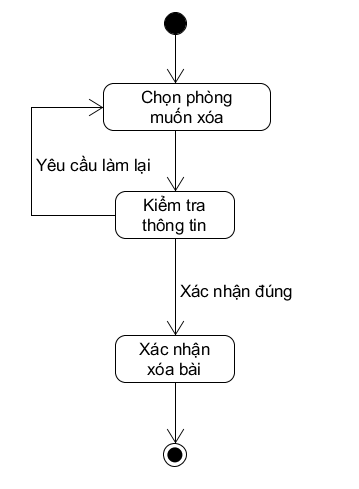 Chọn phòng
muốn xóa
Yêu cầu làm lại
Kiểm tra
thông tin
Xác nhận đúng
Xác nhận
xóa bài